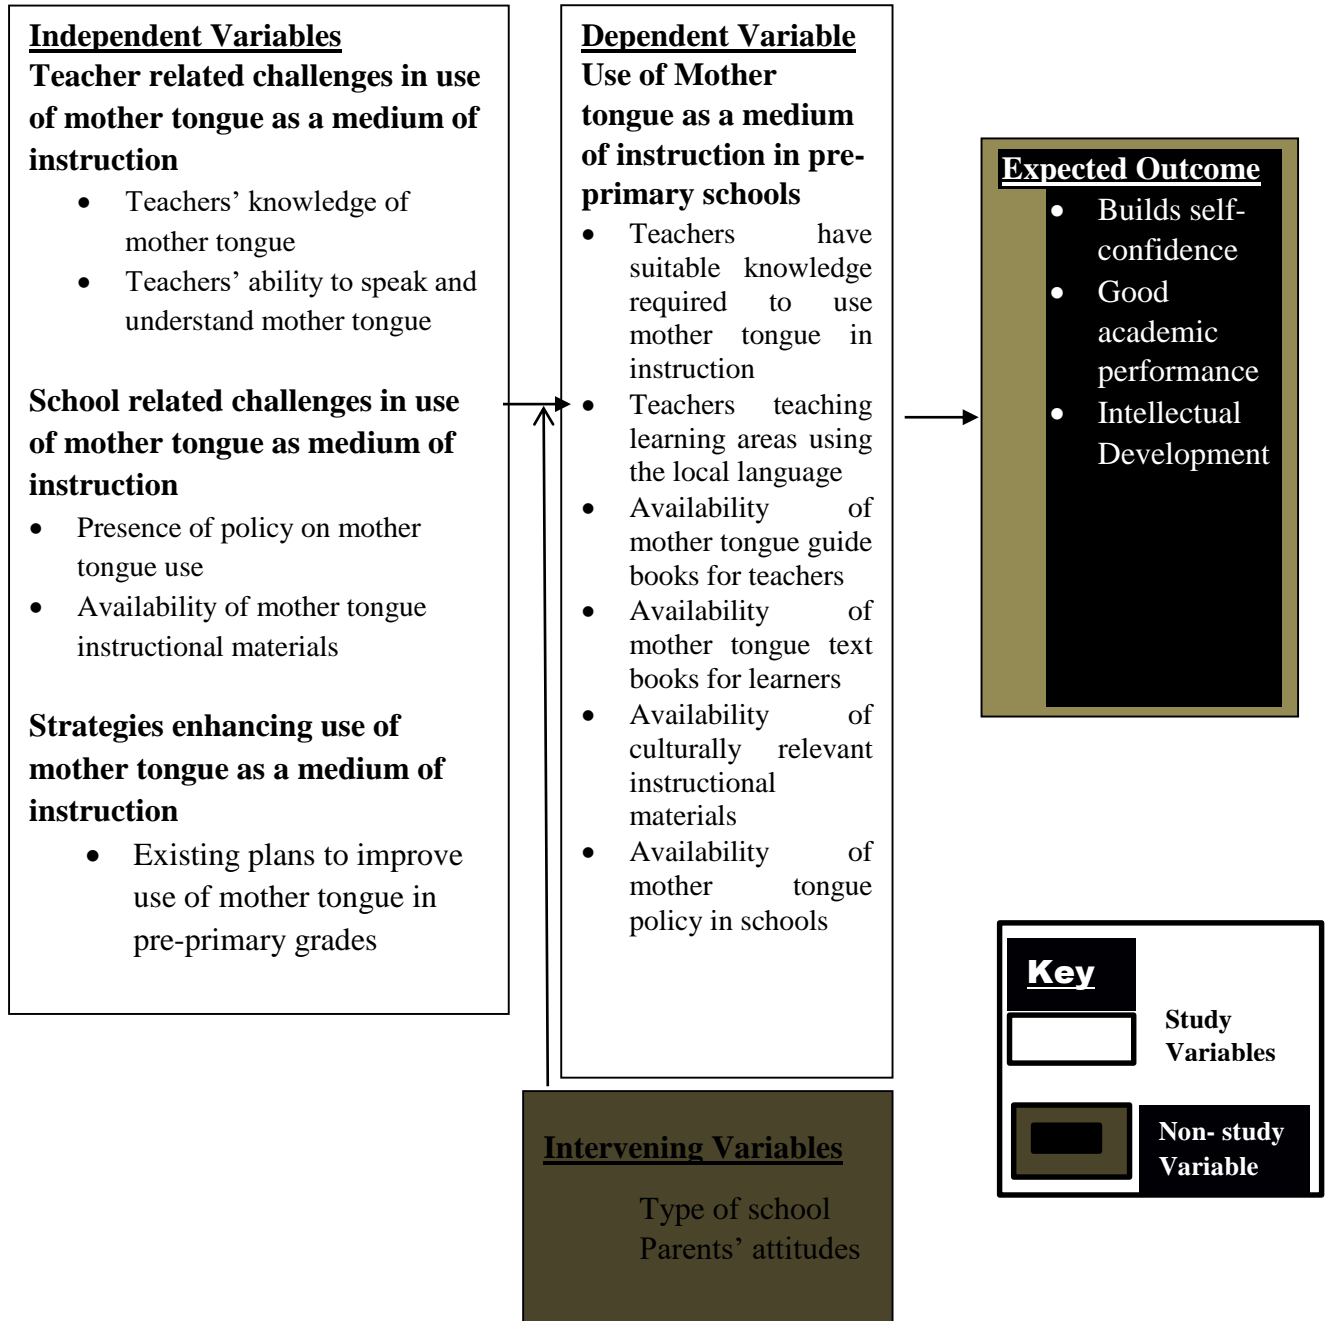 Independent Variables
Teacher related challenges in use
of mother tongue as a medium of
instruction
• Teachers’ knowledge of
mother tongue
• Teachers’ ability to speak and
understand mother tongue
School related challenges in use
of mother tongue as medium of
instruction
• Presence of policy on mother
tongue use
• Availability of mother tongue
instructional materials
Strategies enhancing use of
mother tongue as a medium of
instruction
• Existing plans to improve
use of mother tongue in
pre-primary grades
Dependent Variable
Use of Mother
tongue as a medium
of instruction in pre-
primary schools
• Teachers have
suitable knowledge
required to use
mother tongue in
instruction
• Teachers teaching
learning areas using
the local language
• Availability of
mother tongue guide
books for teachers
• Availability of
mother tongue text
books for learners
• Availability of
culturally relevant
instructional
materials
• Availability of
mother tongue
policy in schools
Expected Outcome
• Builds self-
confidence
• Good
academic
performance
• Intellectual
Development
Intervening Variables
Type of school
Parents’ attitudes
Key
Study
Variables
Non- study
Variable